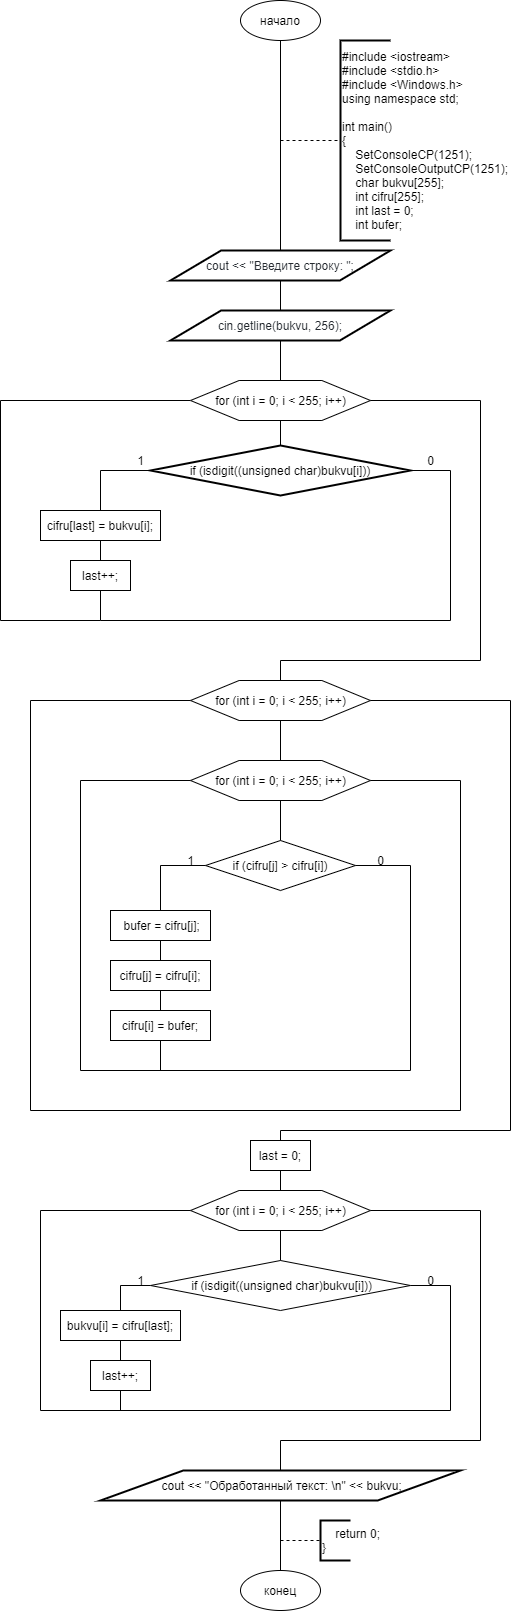 начало
#include <iostream>
#include <stdio.h>
#include <Windows.h>
using namespace std;
int main()
{
SetConsoleCP(1251);
SetConsoleOutputCP(1251);
char bukvu[255];
int cifru[255];
int last = 0;
int bufer;
cout << "Введите строку: ";
cin.getline(bukvu, 256);
for (int i = 0; i < 255; i++)
1
0
if (isdigit((unsigned char)bukvu[i]))
cifru[last] = bukvu[i];
last++;
for (int i = 0; i < 255; i++)
for (int i = 0; i < 255; i++)
1
0
if (cifru[j] > cifru[i])
bufer = cifru[j];
cifru[j] = cifru[i];
cifru[i] = bufer;
last = 0;
for (int i = 0; i < 255; i++)
1
0
if (isdigit((unsigned char)bukvu[i]))
bukvu[i] = cifru[last];
last++;
cout << "Обработанный текст: \n" << bukvu;
return 0;
}
конец